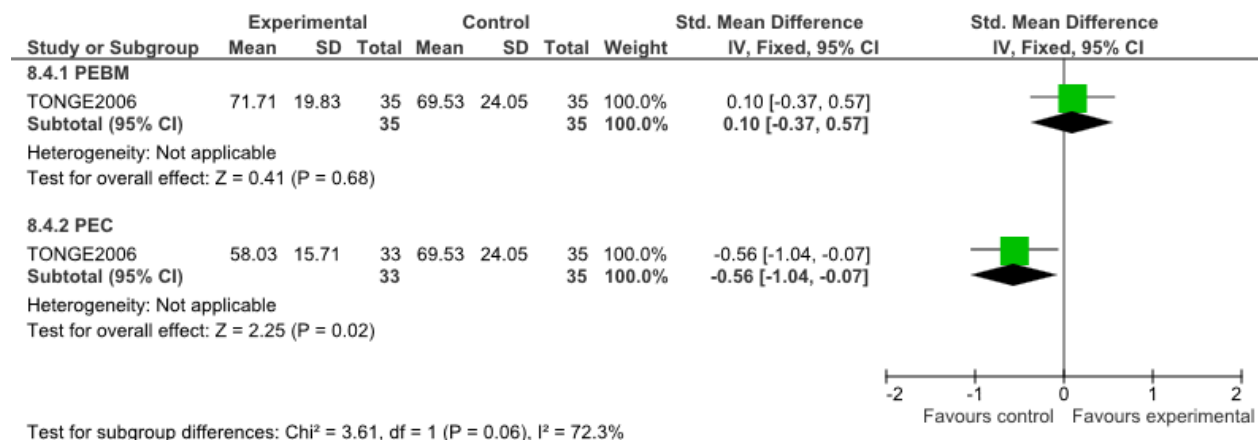 Experimental Control Std. Mean Difference Std. Mean Difference
Study or Subgroup Mean SD Total Mean SD Total Weight IV, Fixed, 95% CI IV, Fixed, 95% CI
8.4.1 PEBM
TONGE2006 71.71 19.83 35 69.53 24.05 35 100.0% 0.10 [-0.37, 0.57]
Subtotal (95% CI) 35 35 100.0% 0.10 [-0.37, 0.57]
Heterogeneity: Not applicable
Test for overall effect: Z = 0.41 (P = 0.68)
8.4.2 PEC
TONGE2006 58.03 15.71 33 69.53 24.05 35 100.0% -0.56 [-1.04, -0.07]
Subtotal (95% CI) 33 35 100.0% -0.56 [-1.04, -0.07]
Heterogeneity: Not applicable
Test for overall effect: Z = 2.25 (P = 0.02)
-2 -1 0 1 2
Favours control Favours experimental
Test for subgroup differences: Chi² = 3.61, df = 1 (P = 0.06), I² = 72.3%